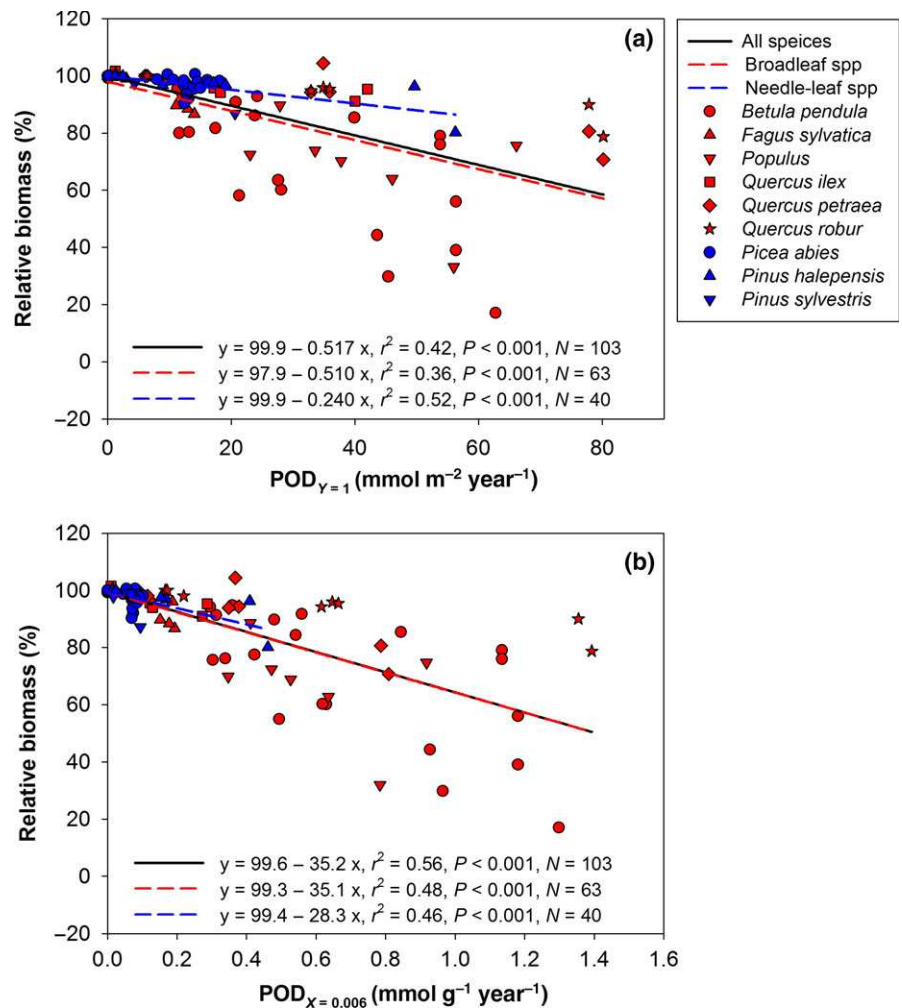 (a)
120
100
80
60
40
20
0
–20
Relative biomass (%)
y = 99.9 – 0.517 x, r² = 0.42, P < 0.001, N = 103
y = 97.9 – 0.510 x, r² = 0.36, P < 0.001, N = 63
y = 99.9 – 0.240 x, r² = 0.52, P < 0.001, N = 40
0 20 40 60 80
POD Y = 1 (mmol m⁻² year⁻¹)
All speices
Broadleaf spp
Needle-leaf spp
Betula pendula
Fagus sylvatica
Populus
Quercus ilex
Quercus petraea
Quercus robur
Picea abies
Pinus halepensis
Pinus sylvestris
(b)
120
100
80
60
40
20
0
–20
Relative biomass (%)
y = 99.6 – 35.2 x, r² = 0.56, P < 0.001, N = 103
y = 99.3 – 35.1 x, r² = 0.48, P < 0.001, N = 63
y = 99.4 – 28.3 x, r² = 0.46, P < 0.001, N = 40
0.0 0.2 0.4 0.6 0.8 1.0 1.2 1.4 1.6
POD X = 0.006 (mmol g⁻¹ year⁻¹)